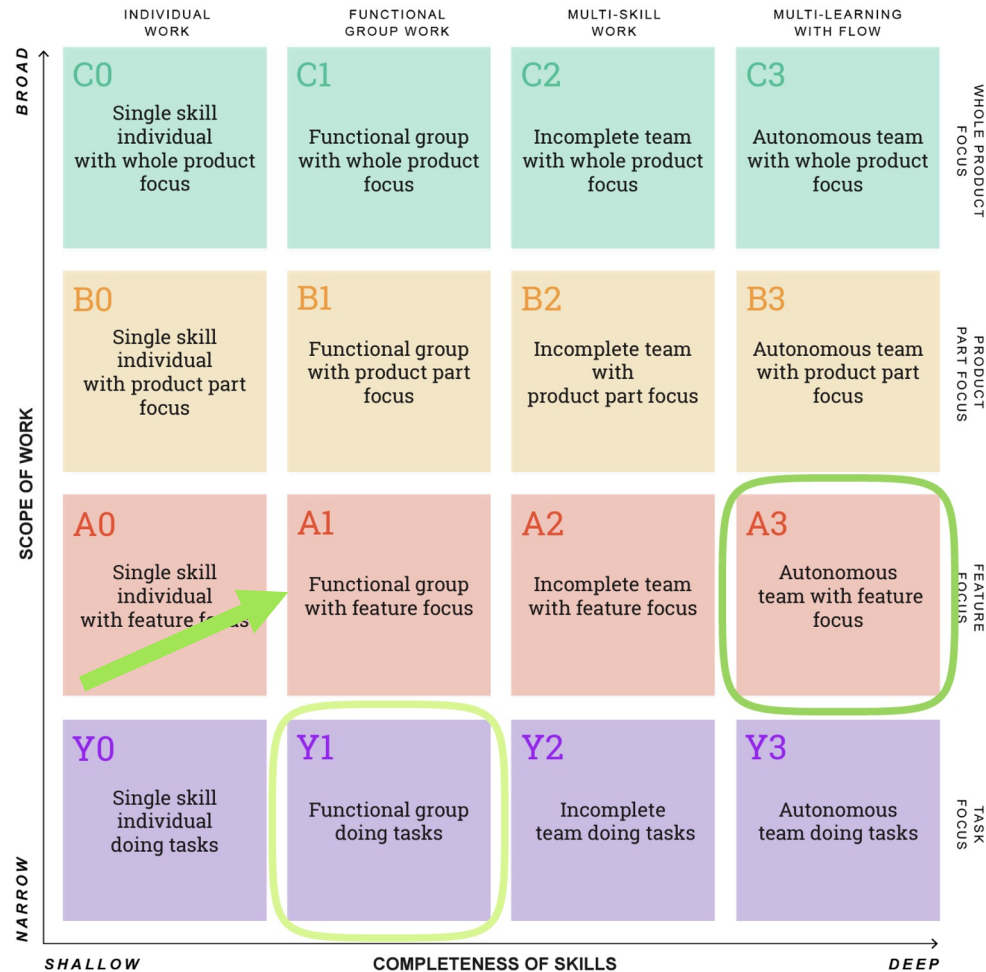 INDIVIDUAL
WORK
FUNCTIONAL
GROUP WORK
MULTI-SKILL
WORK
MULTI-LEARNING
WITH FLOW
BROAD
C0
Single skill
individual
with whole product
focus
C1
Functional group
with whole product
focus
C2
Incomplete team
with whole product
focus
C3
Autonomous team
with whole product
focus
WHOLE PRODUCT
FOCUS
B0
Single skill
individual
with product part
focus
B1
Functional group
with product part
focus
B2
Incomplete team
with
product part focus
B3
Autonomous team
with product part
focus
PRODUCT
PART FOCUS
SCOPE OF WORK
A0
Single skill
individual
with feature focus
A1
Functional group
with feature focus
A2
Incomplete team
with feature focus
A3
Autonomous
team with feature
focus
FEATURE
FOCUS
Y0
Single skill
individual
doing tasks
Y1
Functional group
doing tasks
Y2
Incomplete
team doing tasks
Y3
Autonomous
team doing tasks
TASK
FOCUS
NARROW
SHALLOW
COMPLETENESS OF SKILLS
DEEP